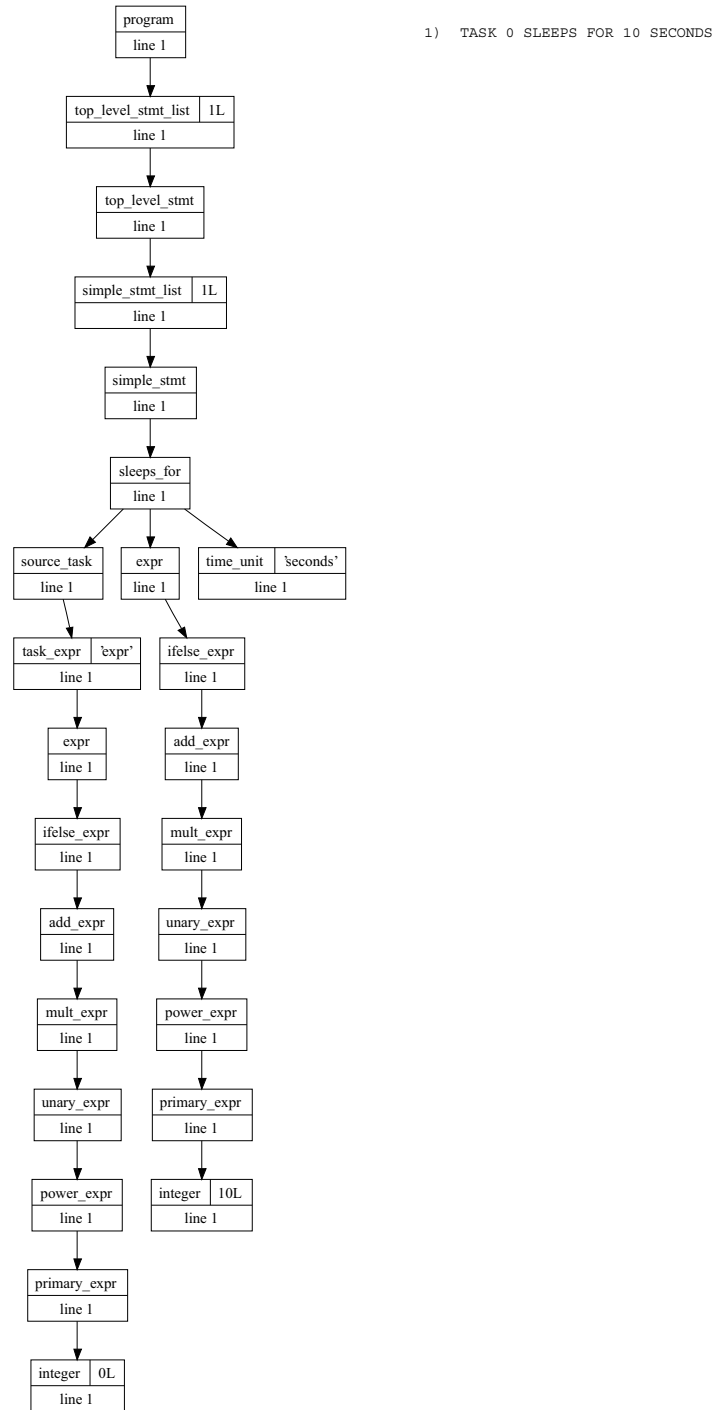 program
line 1
1) TASK 0 SLEEPS FOR 10 SECONDS
top_level_stmt_list 1L
line 1
top_level_stmt
line 1
simple_stmt_list 1L
line 1
simple_stmt
line 1
sleeps_for
line 1
source_task expr time_unit 'seconds'
line 1 line 1 line 1
task_expr 'expr' ifelse_expr
line 1 line 1
expr add_expr
line 1 line 1
ifelse_expr mult_expr
line 1 line 1
add_expr unary_expr
line 1 line 1
mult_expr power_expr
line 1 line 1
unary_expr primary_expr
line 1 line 1
power_expr integer 10L
line 1 line 1
primary_expr
line 1
integer 0L
line 1